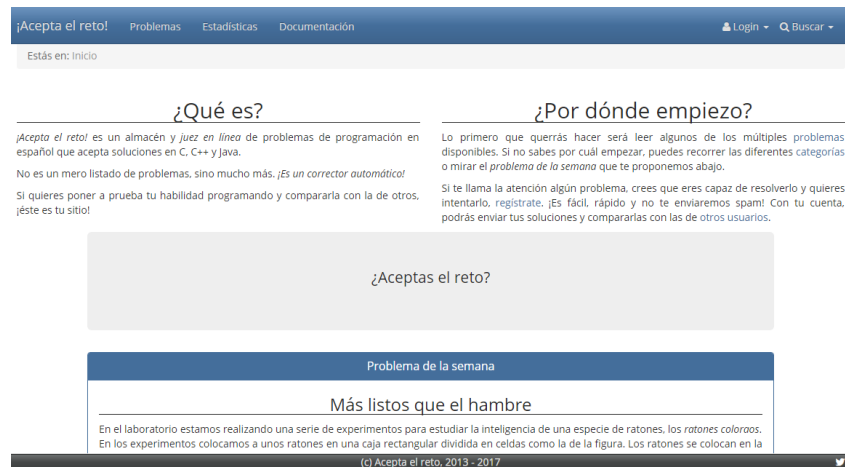 ¡Acepta el reto! Problemas Estadísticas Documentación Login Buscar
Estás en: Inicio
¿Qué es?
¡Acepta el reto! es un almacén y juez en línea de problemas de programación en
español que acepta soluciones en C, C++ y Java.
No es un mero listado de problemas, sino mucho más. ¡Es un corrector automático!
Si quieres poner a prueba tu habilidad programando y compararla con la de otros,
¡éste es tu sitio!
¿Por dónde empiezo?
Lo primero que querrás hacer será leer algunos de los múltiples problemas
disponibles. Si no sabes por cuál empezar, puedes recorrer las diferentes categorías
o mirar el problema de la semana que te proponemos abajo.
Si te llama la atención algún problema, crees que eres capaz de resolverlo y quieres
intentarlo, regístrate. ¡Es fácil, rápido y no te enviaremos spam! Con tu cuenta,
podrás enviar tus soluciones y compararlas con las de otros usuarios.
¿Aceptas el reto?
Problema de la semana
Más listos que el hambre
En el laboratorio estamos realizando una serie de experimentos para estudiar la inteligencia de una especie de ratones, los ratones coloraos.
En los experimentos colocamos a unos ratones en una caja rectangular dividida en celdas como la de la figura. Los ratones se colocan en la
(c) Acepta el reto, 2013 - 2017